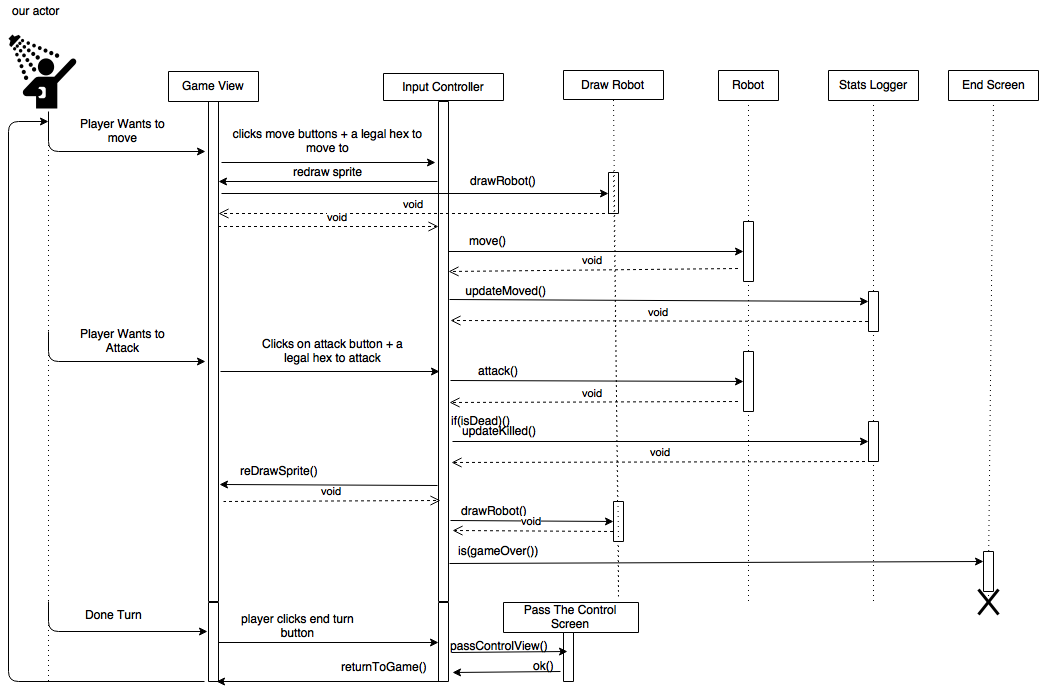 our actor
Game View
Input Controller
Draw Robot
Robot
Stats Logger
End Screen
Player Wants to
move
clicks move buttons + a legal hex to
move to
redraw sprite
drawRobot()
void
void
move()
void
updateMoved()
void
Player Wants to
Attack
Clicks on attack button + a
legal hex to attack
attack()
void
if(isDead)()
updateKilled()
void
reDrawSprite()
void
drawRobot()
void
is(gameOver())
Done Turn
player clicks end turn
button
Pass The Control
Screen
passControlView()
ok()
returnToGame()